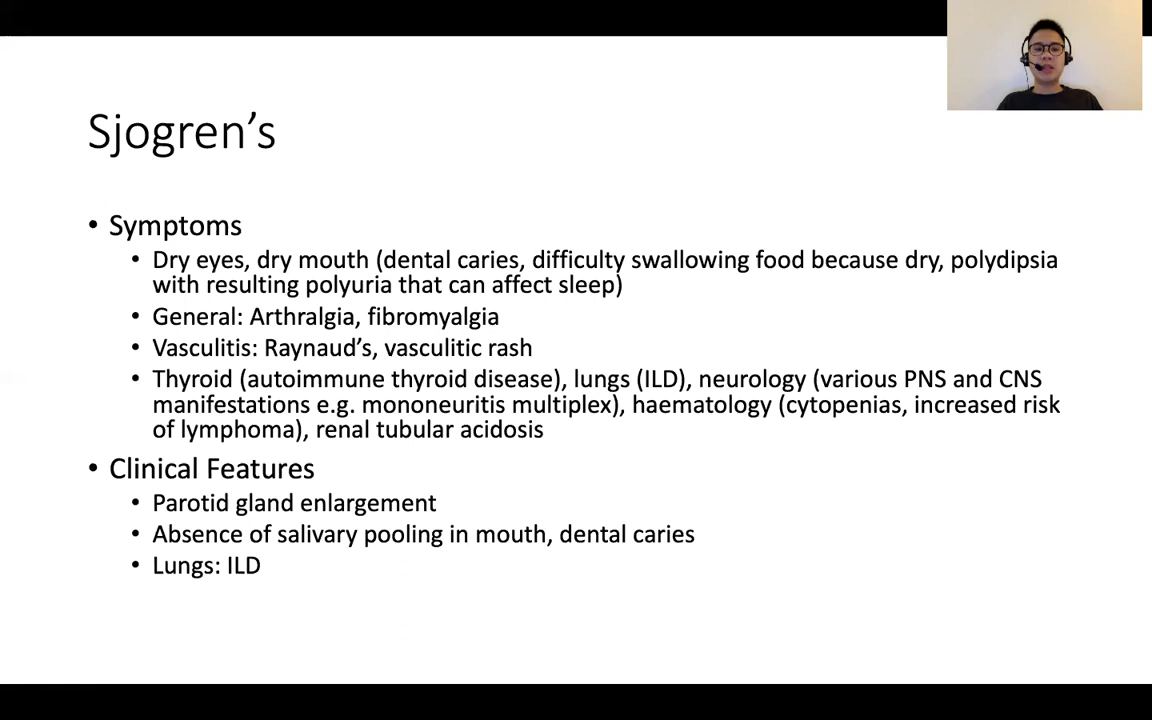 Sjogren’s
• Symptoms
• Dry eyes, dry mouth (dental caries, difficulty swallowing food because dry, polydipsia
with resulting polyuria that can affect sleep)
• General: Arthralgia, fibromyalgia
• Vasculitis: Raynaud’s, vasculitic rash
• Thyroid (autoimmune thyroid disease), lungs (ILD), neurology (various PNS and CNS
manifestations e.g. mononeuritis multiplex), haematology (cytopenias, increased risk
of lymphoma), renal tubular acidosis
• Clinical Features
• Parotid gland enlargement
• Absence of salivary pooling in mouth, dental caries
• Lungs: ILD